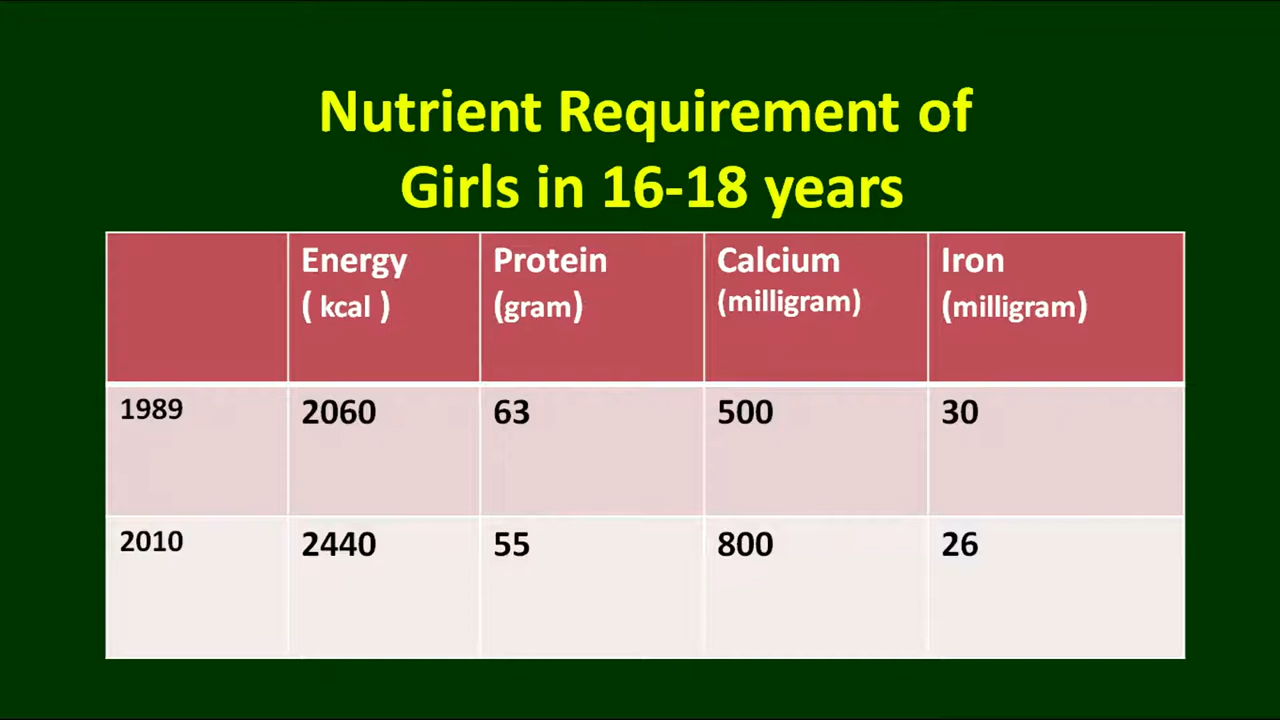 Nutrient Requirement of
Girls in 16-18 years
Energy Protein Calcium Iron
( kcal ) (gram) (milligram) (milligram)
1989 2060 63 500 30
2010 2440 55 800 26